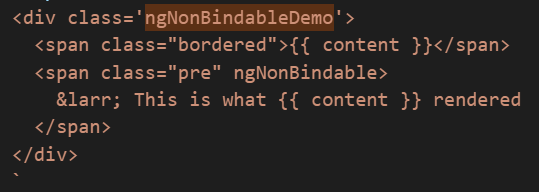 <div class='ngNonBindableDemo'>
<span class="bordered">{{ content }}</span>
<span class="pre" ngNonBindable>
&larr; This is what {{ content }} rendered
</span>
</div>
`